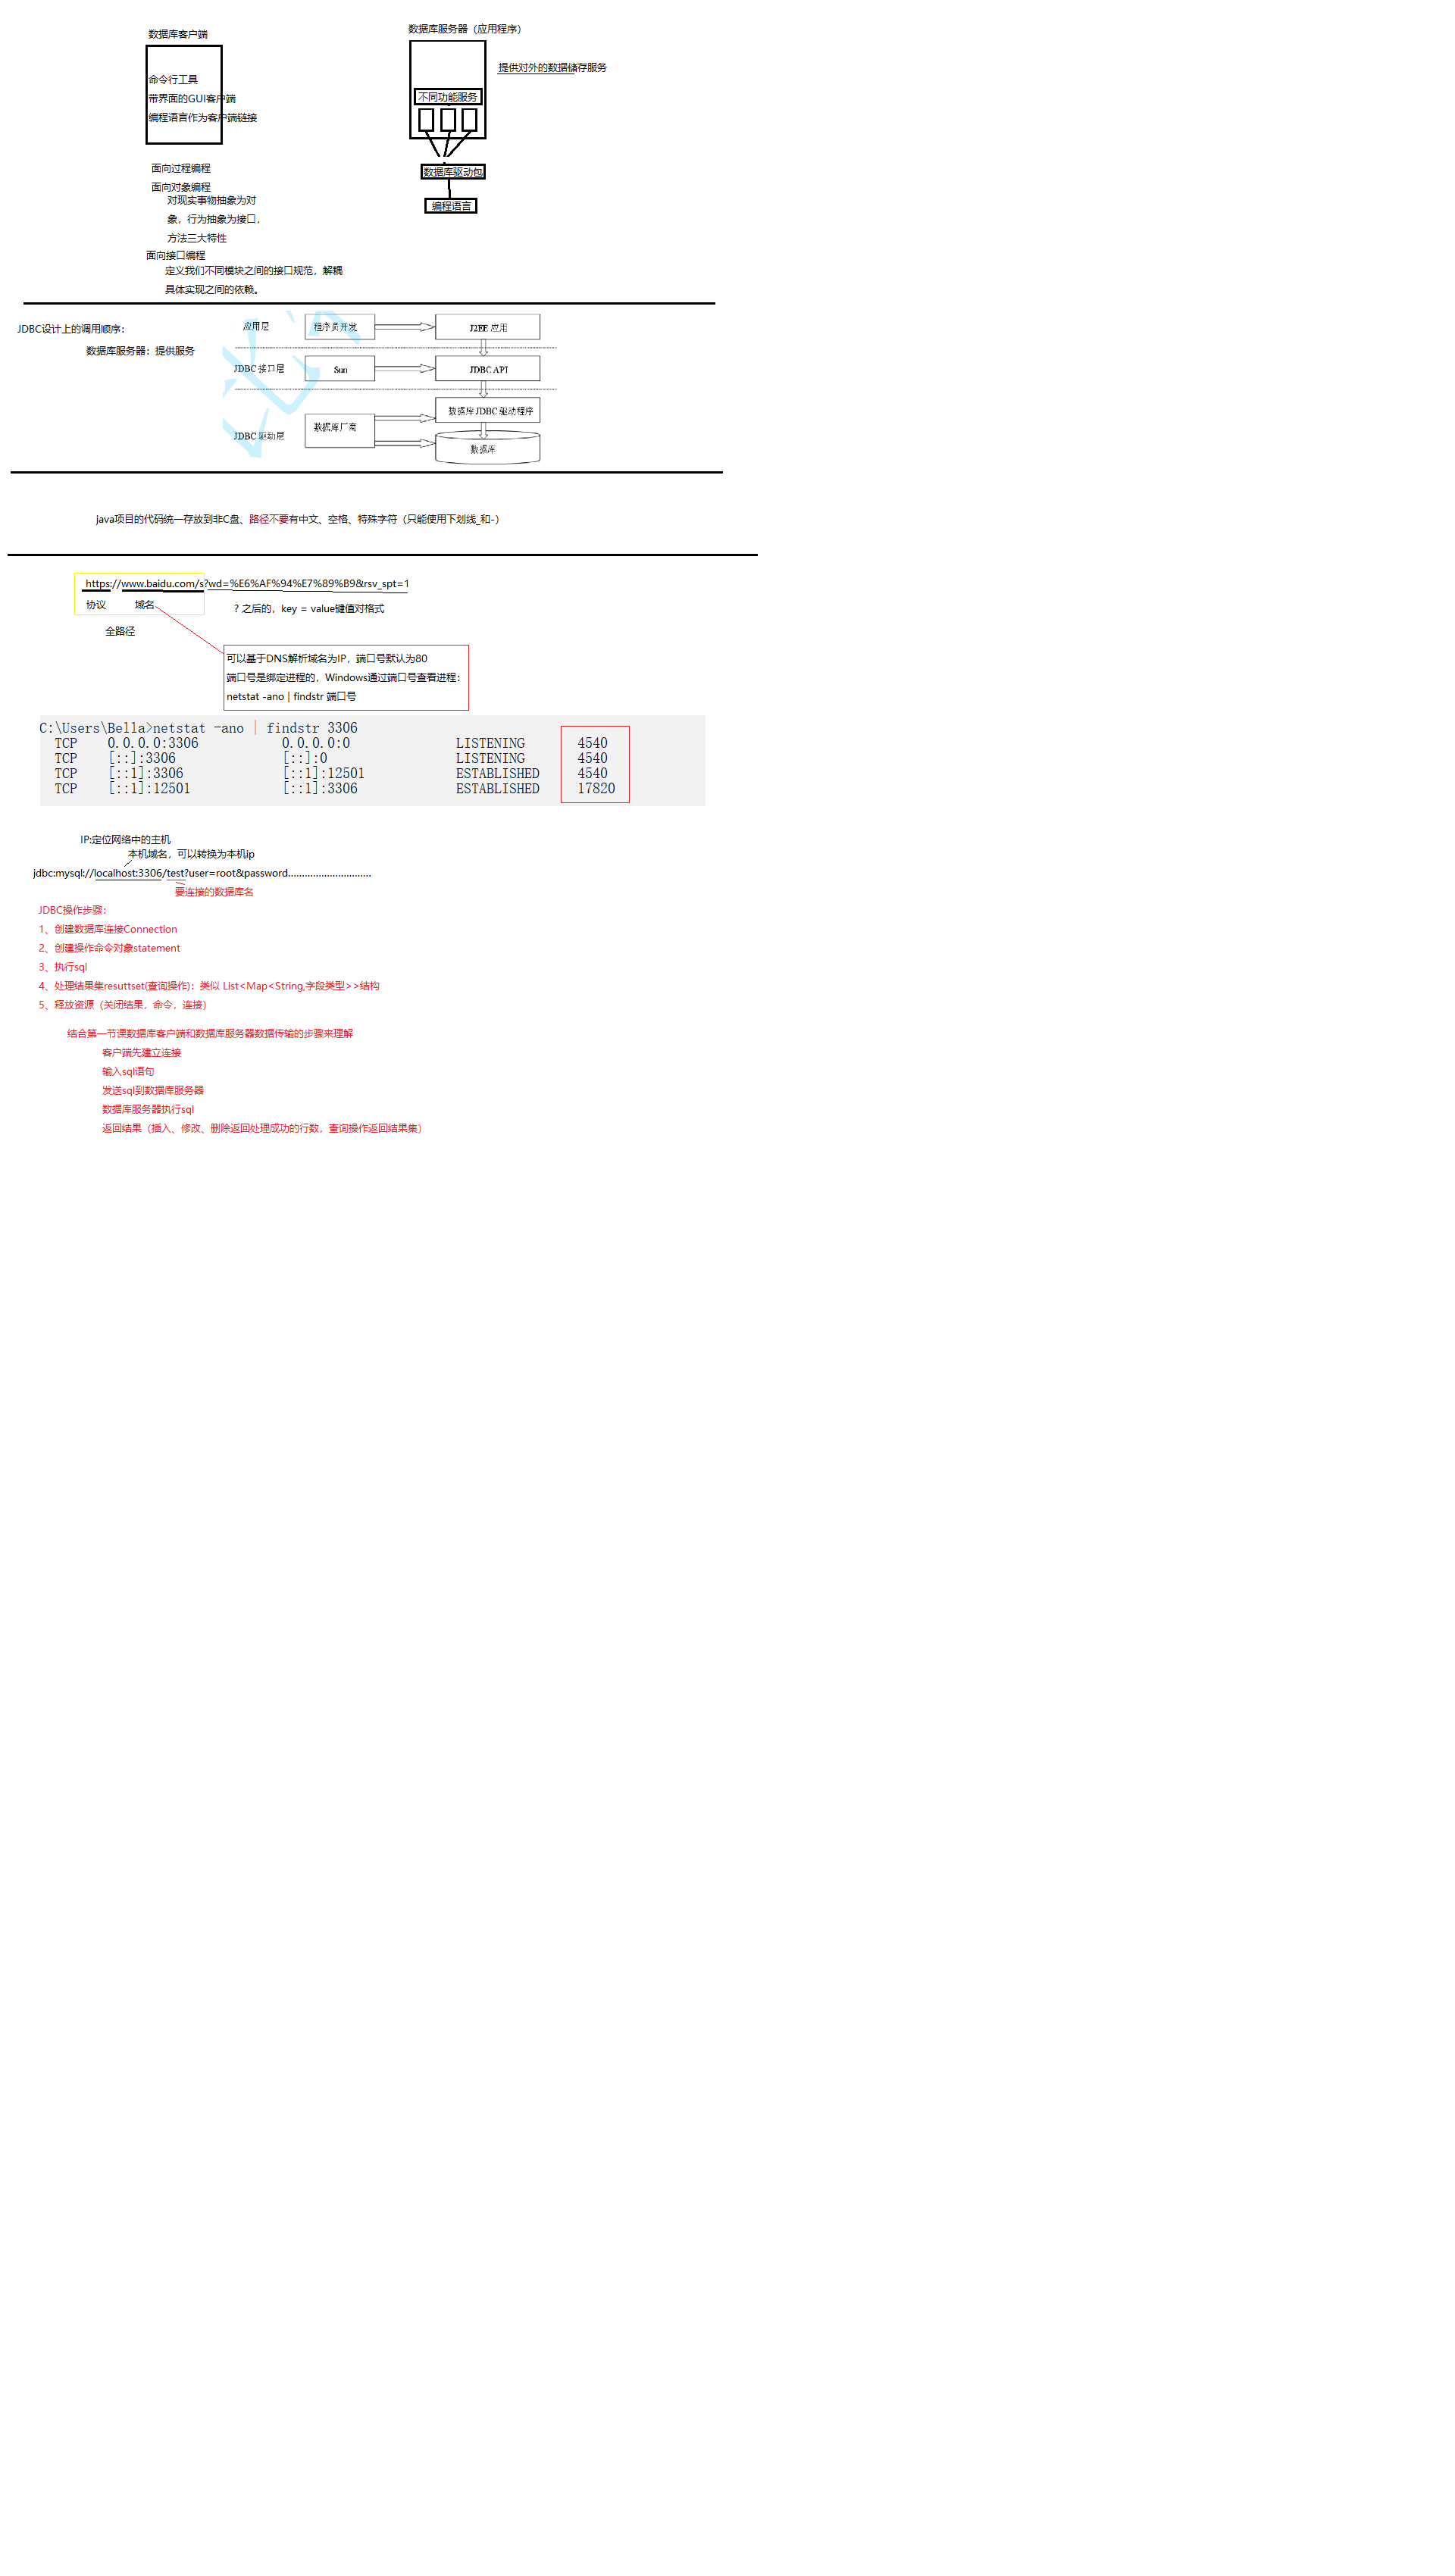 数据库客户端
命令行工具
带界面的GUI客户端
编程语言作为客户端链接
数据库服务器（应用程序）
提供对外的数据储存服务
不同功能服务
数据库驱动包
编程语言
面向过程编程
面向对象编程
对现实事物抽象为对
象，行为抽象为接口，
方法三大特性
面向接口编程
定义我们不同模块之间的接口规范，解耦
具体实现之间的依赖。
JDBC设计上的调用顺序：
数据库服务器：提供服务
应用层
程序员开发
J2EE 应用
JDBC 接口层
Sun
JDBC API
JDBC 驱动层
数据库厂商
数据库 JDBC 驱动程序
数据库
java项目的代码统一存放到非C盘、路径不要有中文、空格、特殊字符（只能使用下划线_和-）
https://www.baidu.com/s?wd=%E6%AF%94%E7%89%B9&rsv_spt=1
协议 域名
？之后的，key = value键值对格式
全路径
可以基于DNS解析域名为IP，端口号默认为80
端口号是绑定进程的，Windows通过端口号查看进程：
netstat -ano | findstr 端口号
C:\Users\Bella>netstat -ano | findstr 3306
TCP 0.0.0.0:3306 0.0.0.0:0 LISTENING 4540
TCP [::]:3306 [::]:0 LISTENING 4540
TCP [::1]:3306 [::1]:12501 ESTABLISHED 4540
TCP [::1]:12501 [::1]:3306 ESTABLISHED 17820
IP:定位网络中的主机
本机域名，可以转换为本机ip
jdbc:mysql://localhost:3306/test?user=root&password..............................
要连接的数据库名
JDBC操作步骤：
1、创建数据库连接Connection
2、创建操作命令对象statement
3、执行sql
4、处理结果集resuttset(查询操作)：类似 List<Map<String,字段类型>>结构
5、释放资源（关闭结果，命令，连接）
结合第一节课数据库客户端和数据库服务器数据传输的步骤来理解
客户端先建立连接
输入sql语句
发送sql到数据库服务器
数据库服务器执行sql
返回结果（插入、修改、删除返回处理成功的行数，查询操作返回结果集）